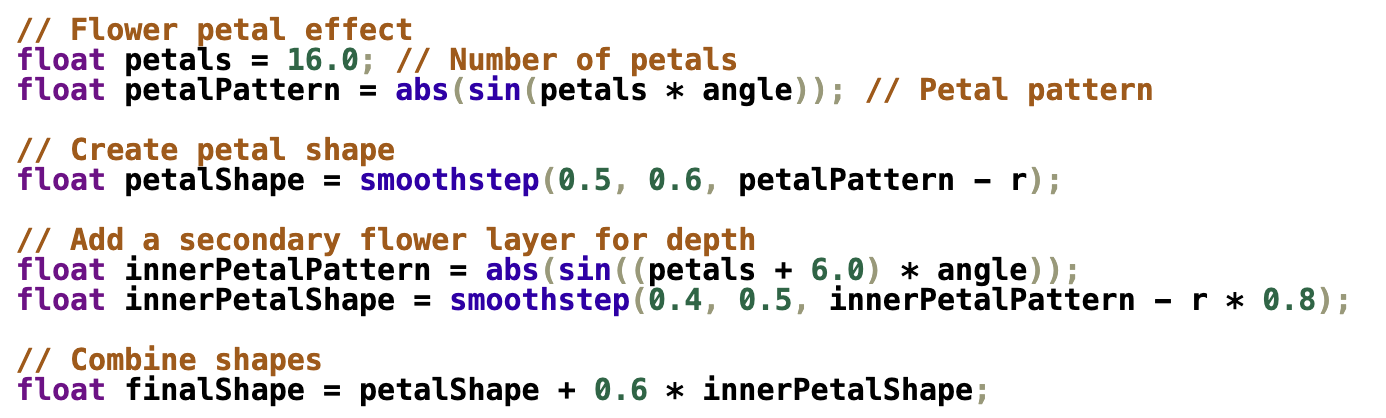 // Flower petal effect
float petals = 16.0; // Number of petals
float petalPattern = abs(sin(petals * angle)); // Petal pattern
// Create petal shape
float petalShape = smoothstep(0.5, 0.6, petalPattern - r);
// Add a secondary flower layer for depth
float innerPetalPattern = abs(sin((petals + 6.0) * angle));
float innerPetalShape = smoothstep(0.4, 0.5, innerPetalPattern - r * 0.8);
// Combine shapes
float finalShape = petalShape + 0.6 * innerPetalShape;